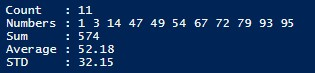 Count : 11
Numbers : 1 3 14 47 49 54 67 72 79 93 95
Sum : 574
Average : 52.18
STD : 32.15